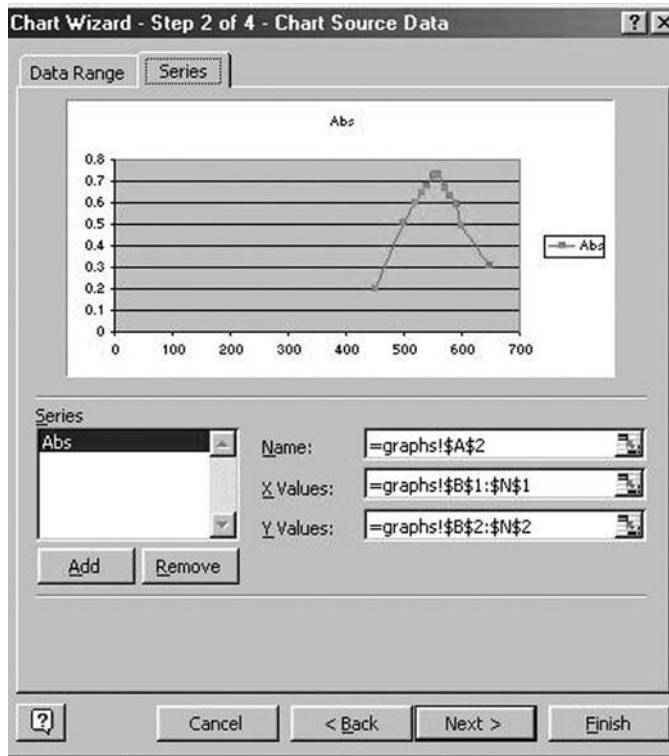 Chart Wizard - Step 2 of 4 - Chart Source Data
Data Range
Series
Abs
0.8
0.7
0.6
0.5
0.4
0.3
0.2
0.1
0
0 100 200 300 400 500 600 700
Abs
Series
Abs
Name: =graphs!$A$2
X Values: =graphs!$B$1:$N$1
Y Values: =graphs!$B$2:$N$2
Add
Remove
Cancel
< Back
Next >
Finish